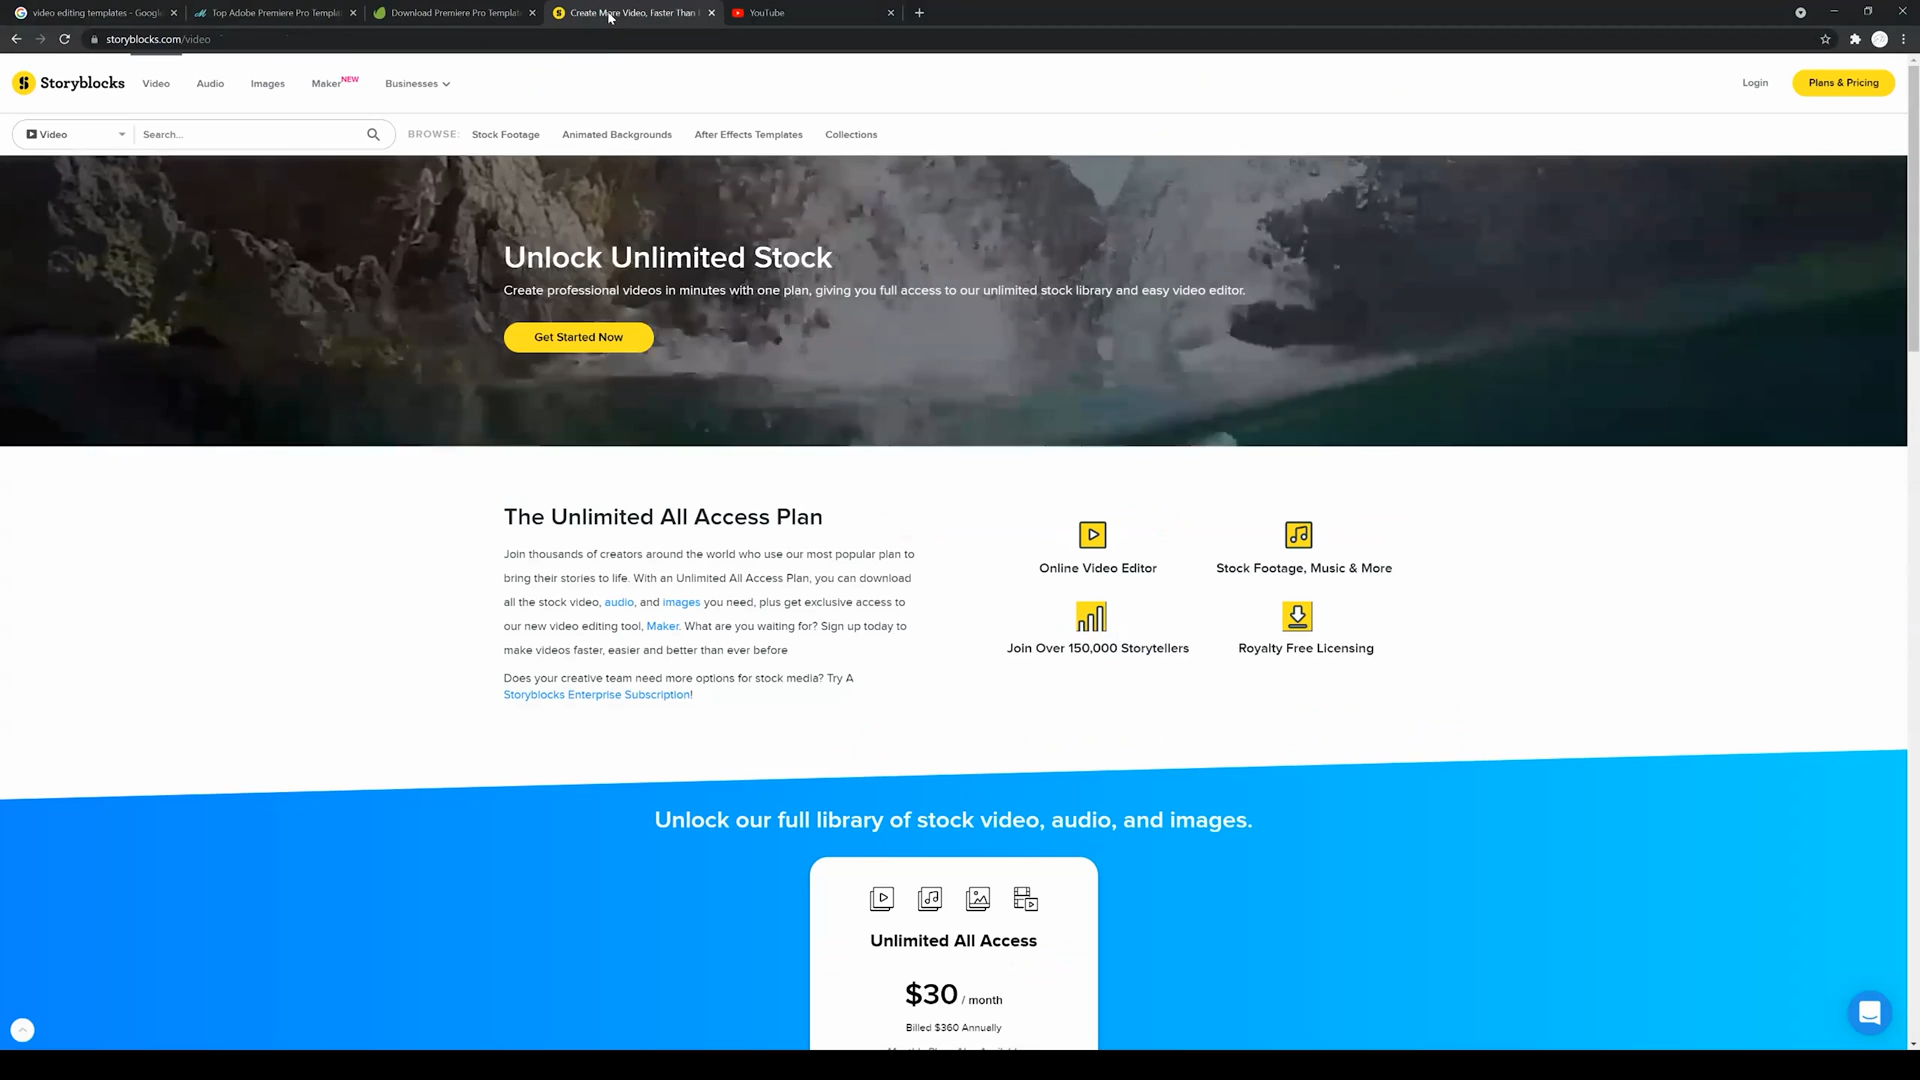 video editing templates - Googl
Top Adobe Premiere Pro Templat
Download Premiere Pro Templat
Create More Video, Faster Than
YouTube
storyblocks.com/video
Storyblocks
Video
Audio
Images
Maker NEW
Businesses
Login
Plans & Pricing
Video
Search...
BROWSE:
Stock Footage
Animated Backgrounds
After Effects Templates
Collections
Unlock Unlimited Stock
Create professional videos in minutes with one plan, giving you full access to our unlimited stock library and easy video editor.
Get Started Now
The Unlimited All Access Plan
Join thousands of creators around the world who use our most popular plan to
bring their stories to life. With an Unlimited All Access Plan, you can download
all the stock video, audio, and images you need, plus get exclusive access to
our new video editing tool, Maker. What are you waiting for? Sign up today to
make videos faster, easier and better than ever before
Does your creative team need more options for stock media? Try A
Storyblocks Enterprise Subscription!
Online Video Editor
Stock Footage, Music & More
Join Over 150,000 Storytellers
Royalty Free Licensing
Unlock our full library of stock video, audio, and images.
Unlimited All Access
$30 / month
Billed $360 Annually